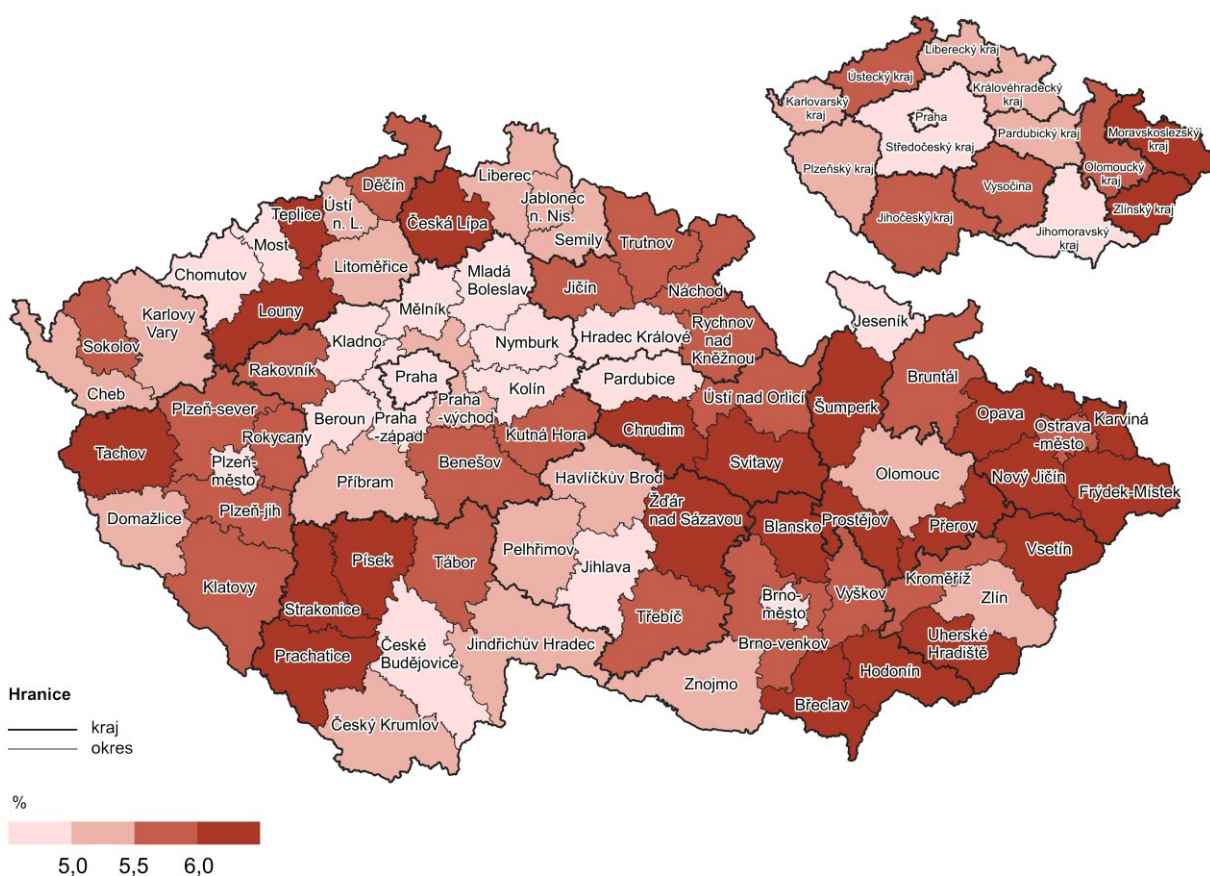 Liberecký kraj
Ústecký kraj
Karlovarský
kraj
Královéhradecký
kraj
Praha
Středočeský kraj
Pardubický kraj
Moravskoslezský
kraj
Plzeňský kraj
Olomoucký
kraj
Vysočina
Zlínský kraj
Jihočeský kraj
Jihomoravský
kraj
Děčín
Liberec
Ústí
n. L.
Teplice
Česká Lípa
Jablonec
n. Nis.
Most
Semily
Trutnov
Chomutov
Litoměřice
Mladá
Boleslav
Jičín
Náchod
Karlovy
Vary
Louny
Mělník
Jeseník
Sokolov
Kladno
Nymburk
Hradec Králové
Rychnov
nad
Kněžnou
Rakovník
Praha
Kolín
Pardubice
Bruntál
Cheb
Plzeň-sever
Beroun
Praha
-západ
Praha
-východ
Ústí nad Orlicí
Šumperk
Opava
Karviná
Ostrava
-město
Rokycany
Kutná Hora
Chrudim
Tachov
Plzeň-
město
Benešov
Svitavy
Olomouc
Nový Jičín
Frýdek-Místek
Příbram
Havlíčkův Brod
Žďár
nad Sázavou
Domažlice
Plzeň-jih
Blansko
Prostějov
Přerov
Vsetín
Pelhřimov
Jihlava
Písek
Tábor
Klatovy
Kroměříž
Zlín
Strakonice
Brno-
město
Vyškov
Třebíč
Prachatice
České
Budějovice
Jindřichův Hradec
Brno-venkov
Uherské
Hradiště
Hodonín
Znojmo
Břeclav
Český Krumlov
Hranice
kraj
okres
%
5,0 5,5 6,0